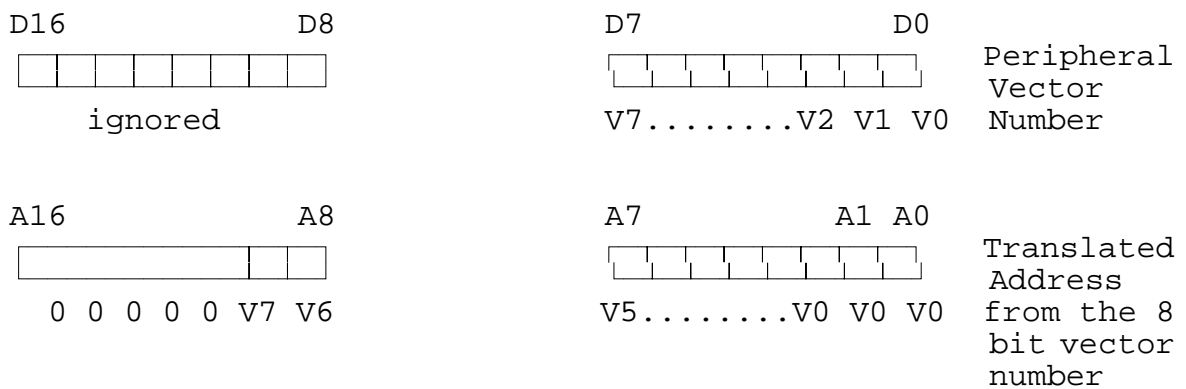 D16 D8 D7 D0
Peripheral
Vector
ignored V7........V2 V1 V0 Number
A16 A8 A7 A1 A0
Translated
Address
0 0 0 0 0 V7 V6 V5........V0 V0 V0 from the 8
bit vector
number